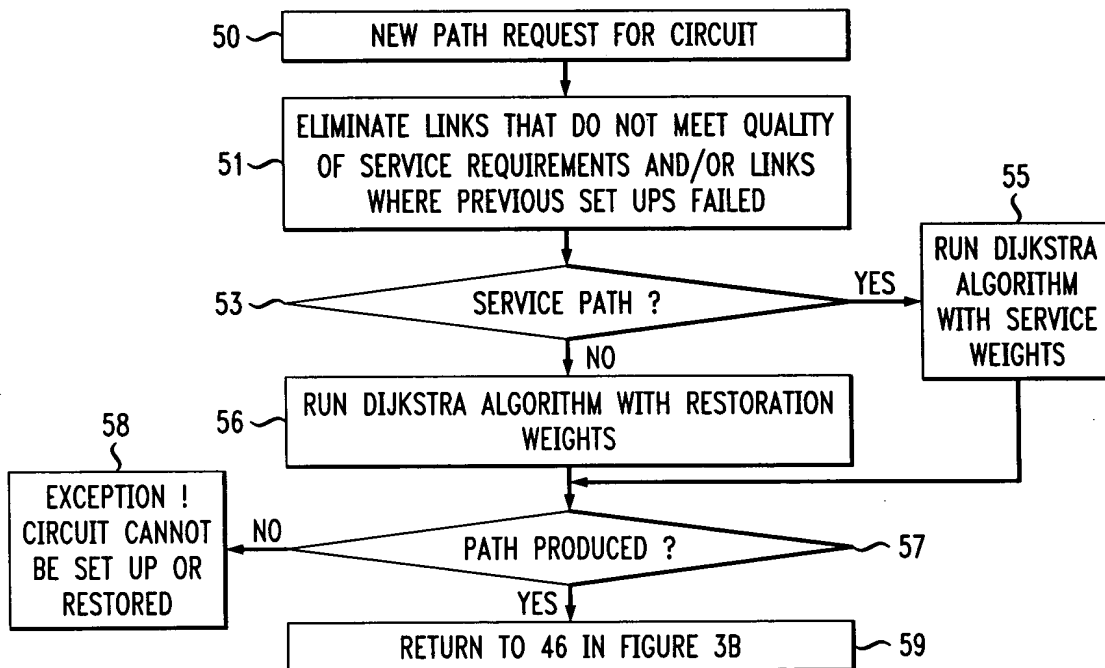 50
NEW PATH REQUEST FOR CIRCUIT
51
ELIMINATE LINKS THAT DO NOT MEET QUALITY
OF SERVICE REQUIREMENTS AND/OR LINKS
WHERE PREVIOUS SET UPS FAILED
53
SERVICE PATH ?
YES
55
RUN DIJKSTRA
ALGORITHM
WITH SERVICE
WEIGHTS
NO
56
RUN DIJKSTRA ALGORITHM WITH RESTORATION
WEIGHTS
58
EXCEPTION !
CIRCUIT CANNOT
BE SET UP OR
RESTORED
NO
PATH PRODUCED ?
57
YES
RETURN TO 46 IN FIGURE 3B
59